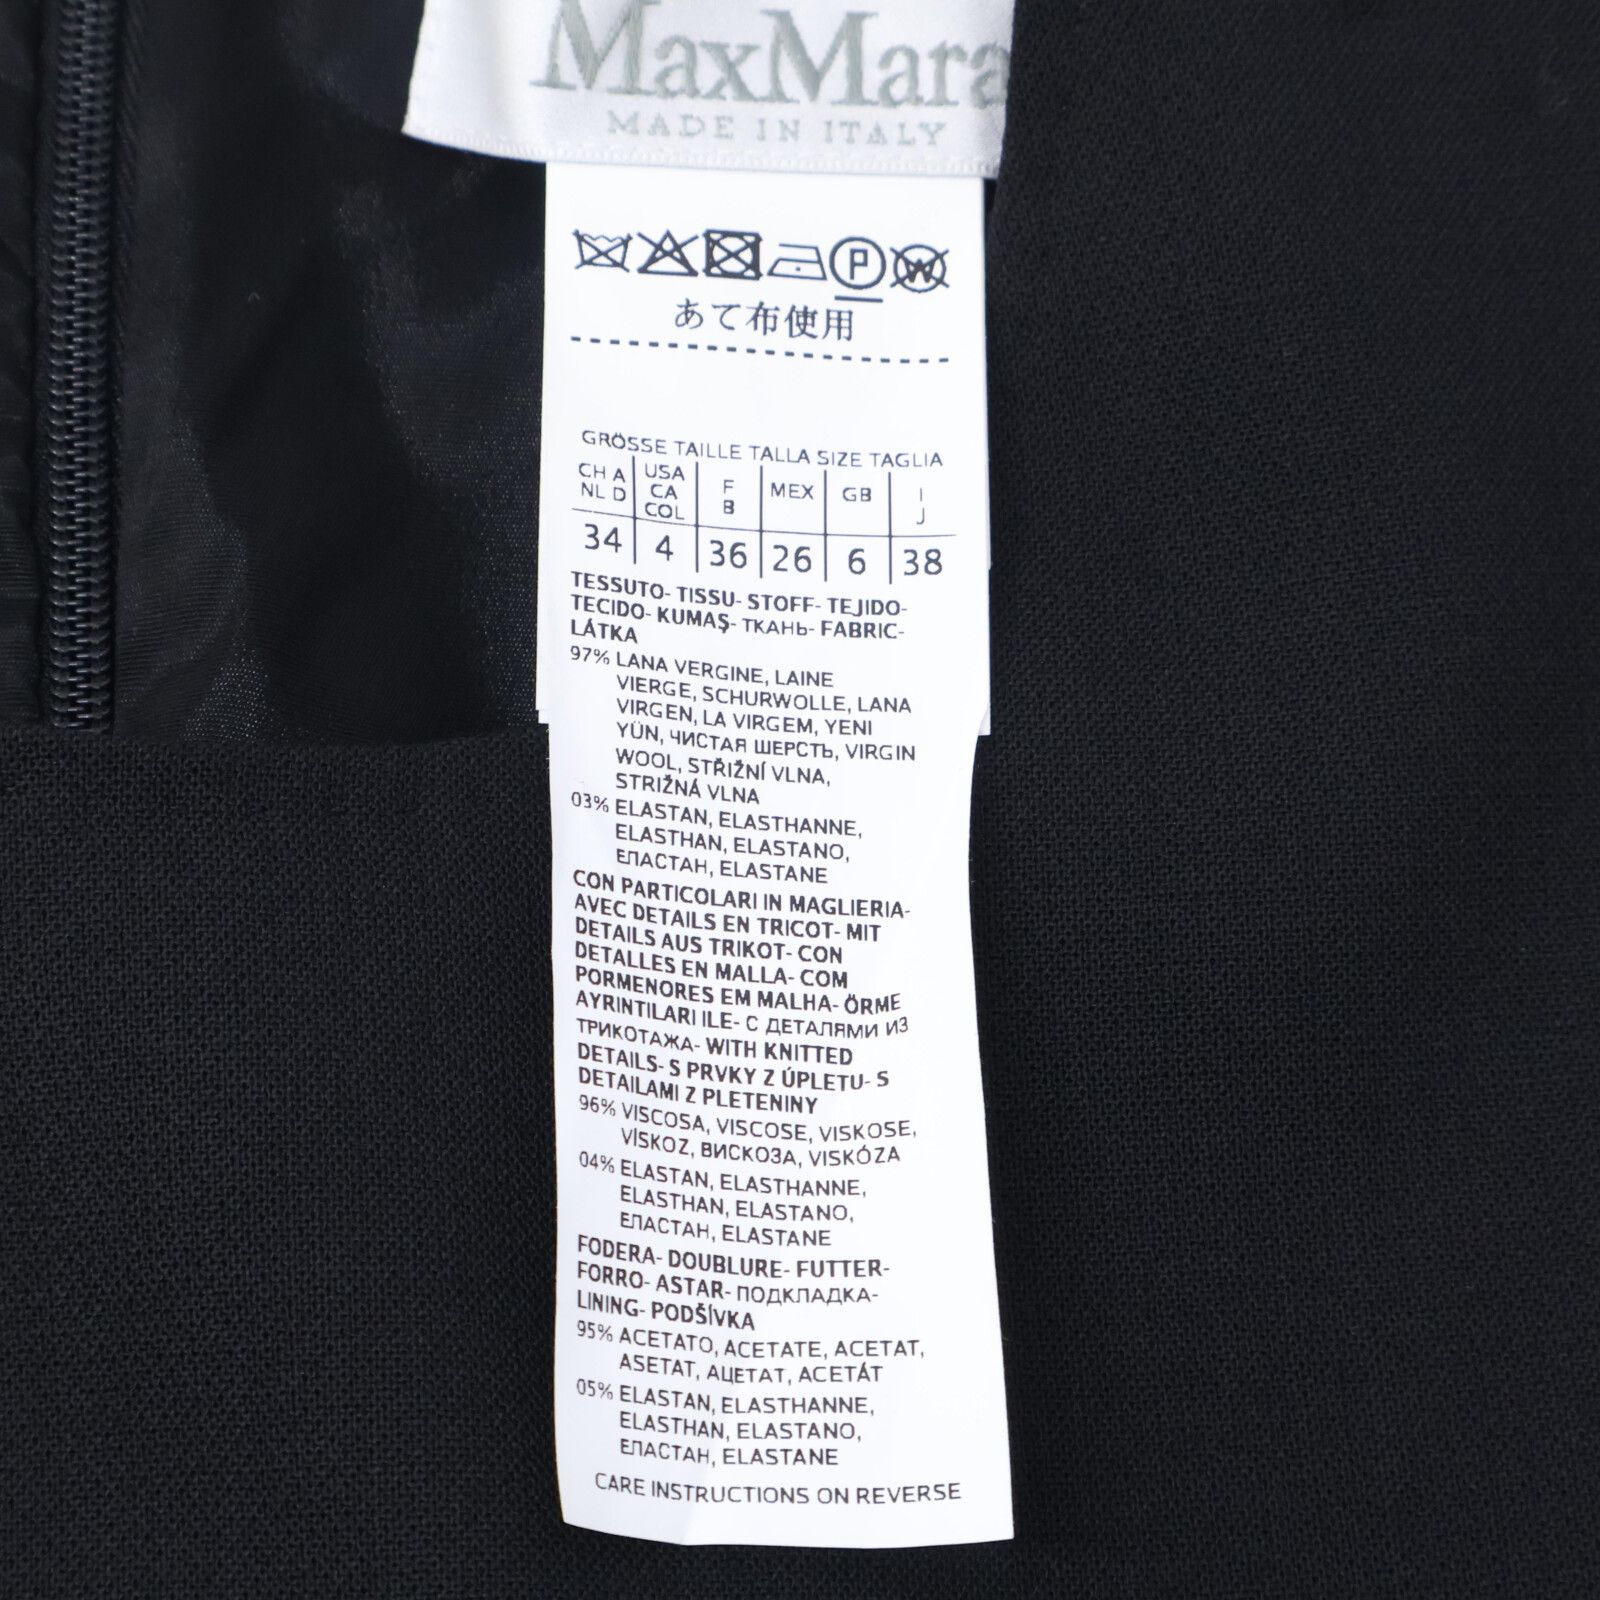 MaxMara
MADE IN ITALY
P W
あて布使用
GRÖSSE TAILLE TALLA SIZE TAGLIA
CH A USA F MEX GB I
NL D CA B J
COL
34 4 36 26 6 38
TESSUTO- TISSU- STOFF- TEJIDO-
TECIDO- KUMAŞ- ТКАНЬ- FABRIC-
LÁTKA
97% LANA VERGINE, LAINE
VIERGE, SCHURWOLLE, LANA
VIRGEN, LA VIRGEM, YENI
YÜN, ЧИСТАЯ ШЕРСТЬ, VIRGIN
WOOL, STŘIŽNÍ VLNA,
STRIŽNÁ VLNA
03% ELASTAN, ELASTHANNE,
ELASTHAN, ELASTANO,
ЕЛАСТАН, ELASTANE
CON PARTICOLARI IN MAGLIERIA-
AVEC DETAILS EN TRICOT- MIT
DETAILS AUS TRIKOT- CON
DETALLES EN MALLA- COM
PORMENORES EM MALHA- ÖRME
AYRINTILARI ILE- С ДЕТАЛЯМИ ИЗ
ТРИКОТАЖА- WITH KNITTED
DETAILS- S PRVKY Z ÚPLETU- S
DETAILAMI Z PLETENINY
96% VISCOSA, VISCOSE, VISKOSE,
VİSKOZ, ВИСКОЗА, VISKÓZA
04% ELASTAN, ELASTHANNE,
ELASTHAN, ELASTANO,
ЕЛАСТАН, ELASTANE
FODERA- DOUBLURE- FUTTER-
FORRO- ASTAR- ПОДКЛАДКА-
LINING- PODŠÍVKA
95% ACETATO, ACETATE, ACETAT,
ASETAT, АЦЕТАТ, ACETÁT
05% ELASTAN, ELASTHANNE,
ELASTHAN, ELASTANO,
ЕЛАСТАН, ELASTANE
CARE INSTRUCTIONS ON REVERSE